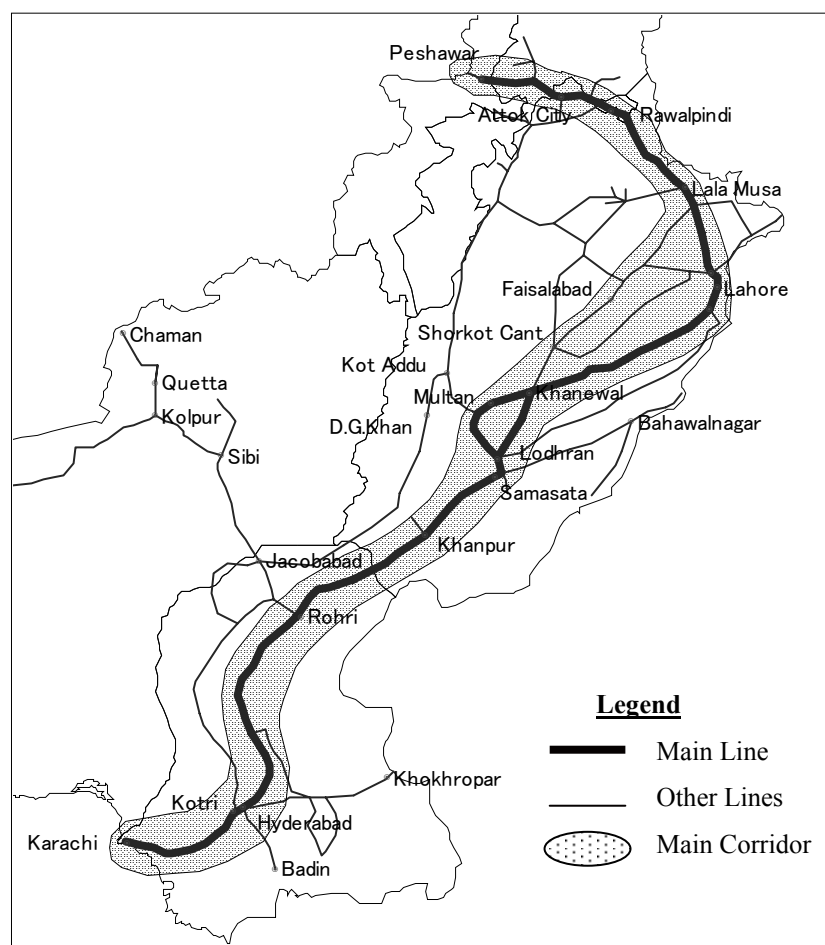 Peshawar
Attok City
Rawalpindi
Lala Musa
Faisalabad
Lahore
Shorkot Cant
Chaman
Kot Addu
Quetta
Multan
Khanewal
Kolpur
D.G.Khan
Bahawalnagar
Sibi
Lodhran
Samasata
Khanpur
Jacobabad
Rohri
Legend
Main Line
Khokhropar
Other Lines
Kotri
Hyderabad
Karachi
Main Corridor
Badin